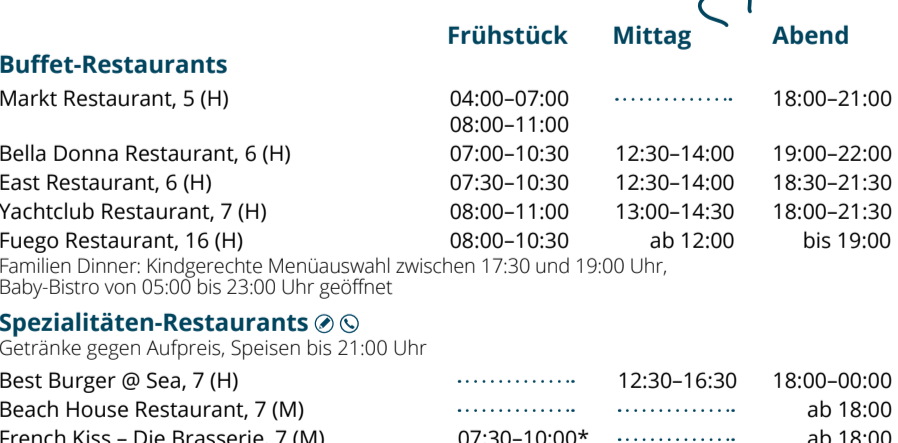 Frühstück Mittag Abend
Buffet-Restaurants
Markt Restaurant, 5 (H) 04:00–07:00 .............. 18:00–21:00
08:00–11:00
Bella Donna Restaurant, 6 (H) 07:00–10:30 12:30–14:00 19:00–22:00
East Restaurant, 6 (H) 07:30–10:30 12:30–14:00 18:30–21:30
Yachtclub Restaurant, 7 (H) 08:00–11:00 13:00–14:30 18:00–21:30
Fuego Restaurant, 16 (H) 08:00–10:30 ab 12:00 bis 19:00
Familien Dinner: Kindgerechte Menüauswahl zwischen 17:30 und 19:00 Uhr,
Baby-Bistro von 05:00 bis 23:00 Uhr geöffnet
Spezialitäten-Restaurants
Getränke gegen Aufpreis, Speisen bis 21:00 Uhr
Best Burger @ Sea, 7 (H) .............. 12:30–16:30 18:00–00:00
Beach House Restaurant, 7 (M) .............. .............. ab 18:00
French Kiss – Die Brasserie, 7 (M) 07:30–10:00* .............. ab 18:00